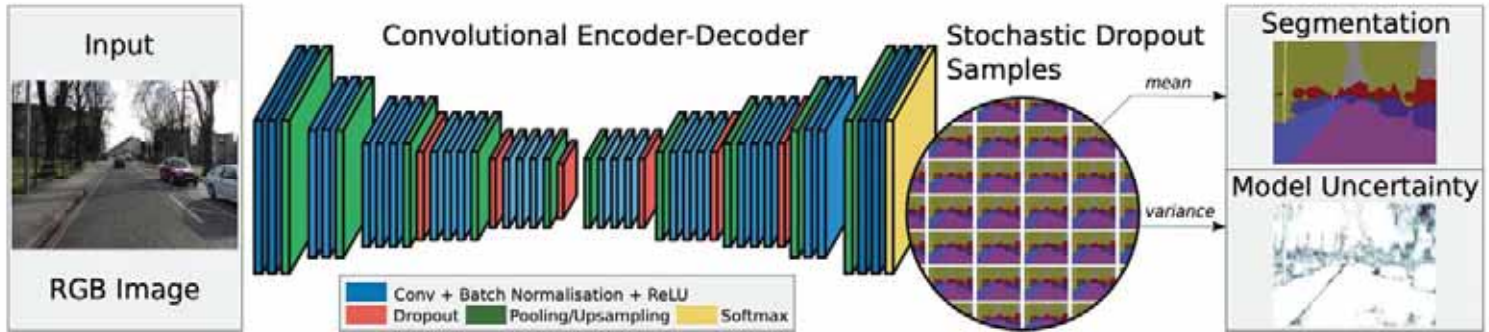 Input
RGB Image
Convolutional Encoder-Decoder
Conv + Batch Normalisation + ReLU
Dropout
Pooling/Upsampling
Softmax
Stochastic Dropout
Samples
mean
variance
Segmentation
Model Uncertainty